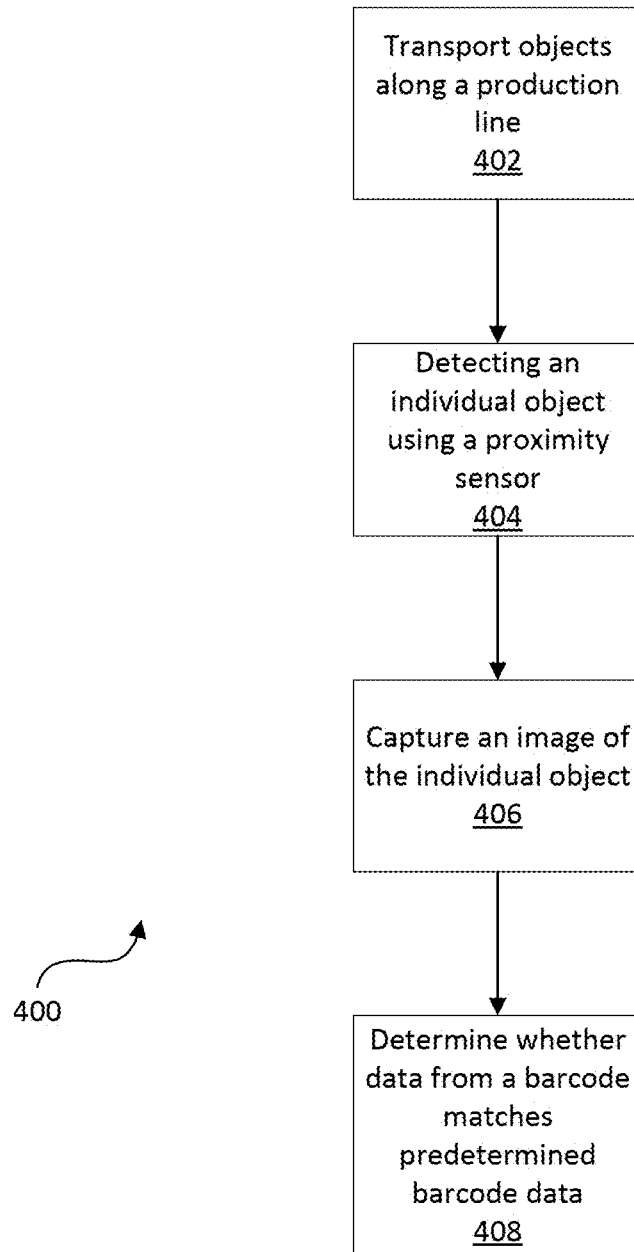 Transport objects
along a production
line
402
Detecting an
individual object
using a proximity
sensor
404
Capture an image of
the individual object
406
400
Determine whether
data from a barcode
matches
predetermined
barcode data
408